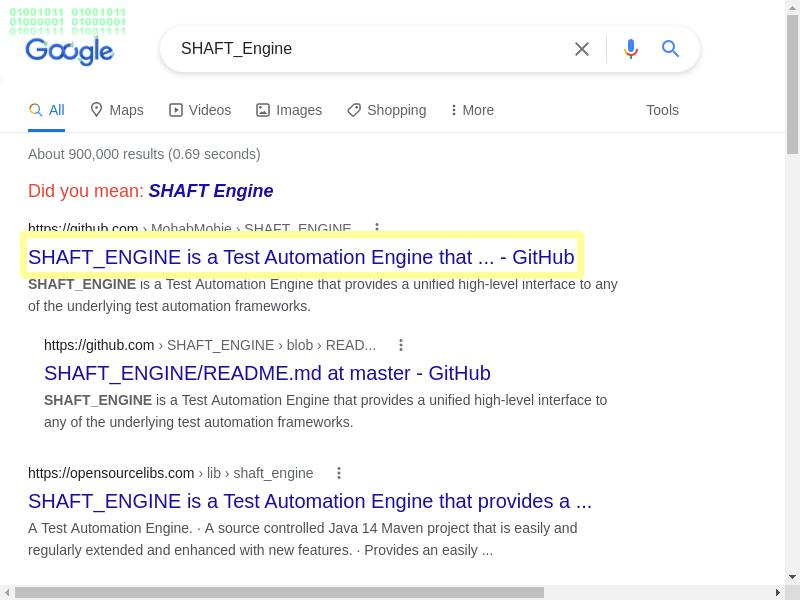 01001011 01001011
01000001 01000001
01001111 01001111
Google
SHAFT_Engine
All Maps Videos Images Shopping More Tools
About 900,000 results (0.69 seconds)
Did you mean: SHAFT Engine
https://github.com › MohabMohie › SHAFT_ENGINE
SHAFT_ENGINE is a Test Automation Engine that ... - GitHub
SHAFT_ENGINE is a Test Automation Engine that provides a unified high-level interface to any
of the underlying test automation frameworks.
https://github.com › SHAFT_ENGINE › blob › READ...
SHAFT_ENGINE/README.md at master - GitHub
SHAFT_ENGINE is a Test Automation Engine that provides a unified high-level interface to
any of the underlying test automation frameworks.
https://opensourcelibs.com › lib › shaft_engine
SHAFT_ENGINE is a Test Automation Engine that provides a ...
A Test Automation Engine. · A source controlled Java 14 Maven project that is easily and
regularly extended and enhanced with new features. · Provides an easily ...